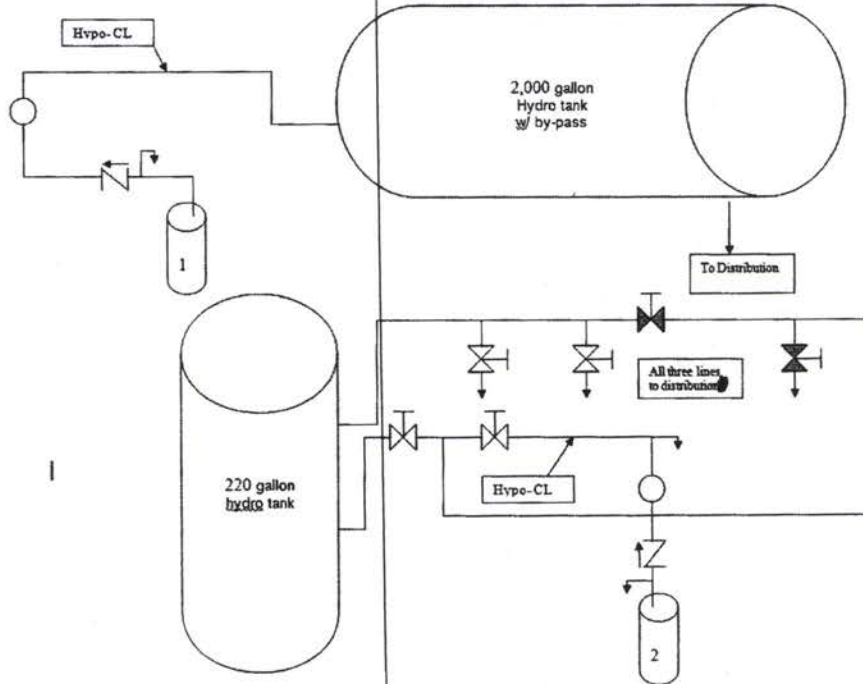 Hypo-CL
2,000 gallon
Hydro tank
w/ by-pass
1
To Distribution
All three lines
to distribution
220 gallon
hydro tank
Hypo-CL
2